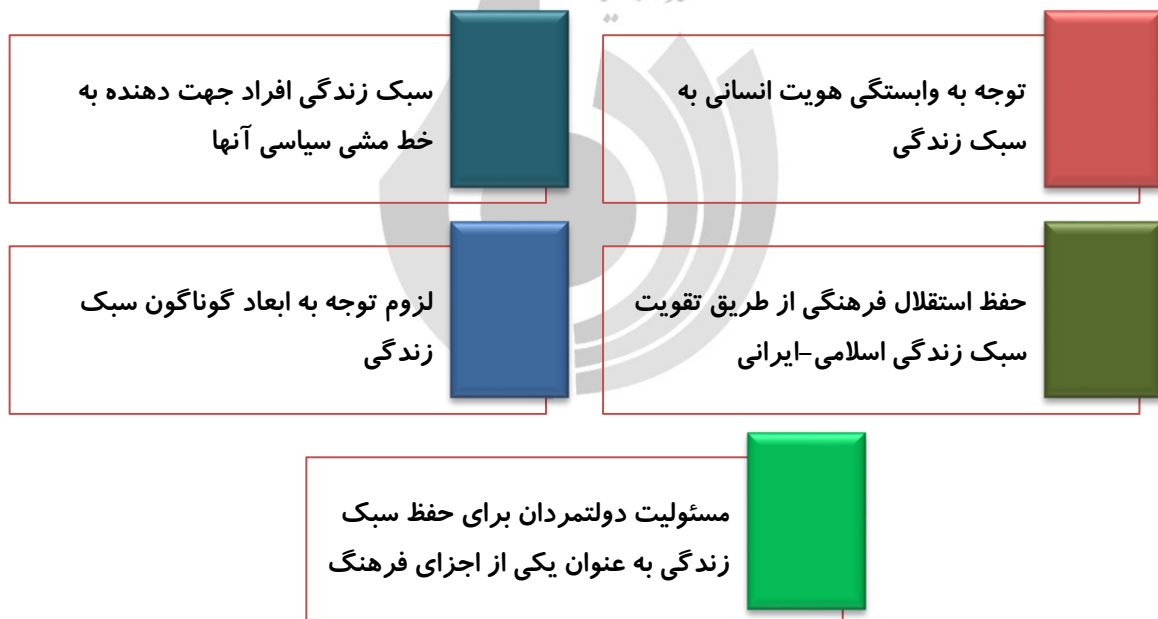 توجه به وابستگی هویت انسانی به
سبک زندگی
سبک زندگی افراد جهت دهنده به
خط مشی سیاسی آنها
حفظ استقلال فرهنگی از طریق تقویت
سبک زندگی اسلامی-ایرانی
لزوم توجه به ابعاد گوناگون سبک
زندگی
مسئولیت دولتمردان برای حفظ سبک
زندگی به عنوان یکی از اجزای فرهنگ